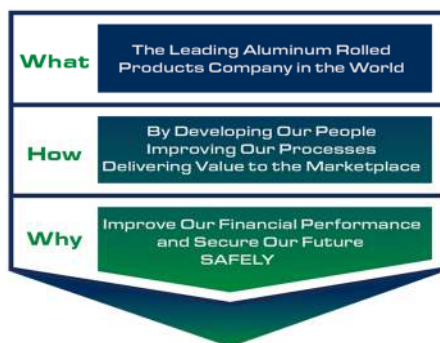 What
The Leading Aluminum Rolled
Products Company in the World
How
By Developing Our People
Improving Our Processes
Delivering Value to the Marketplace
Why
Improve Our Financial Performance
and Secure Our Future
SAFELY